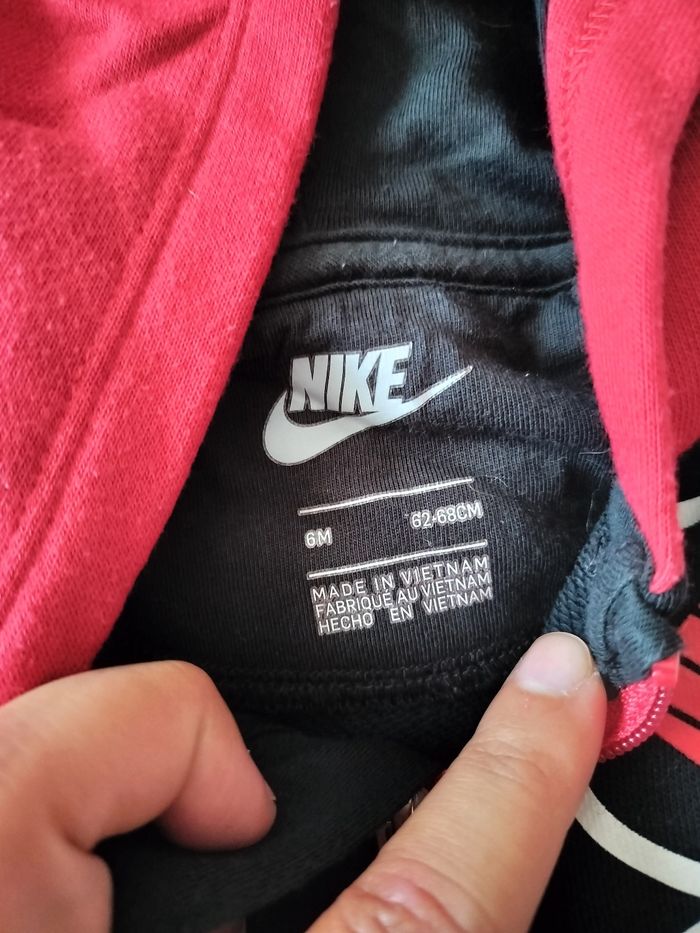 NIKE
6M 62-68CM
MADE IN VIETNAM
FABRIQUÉ AU VIETNAM
HECHO EN VIETNAM